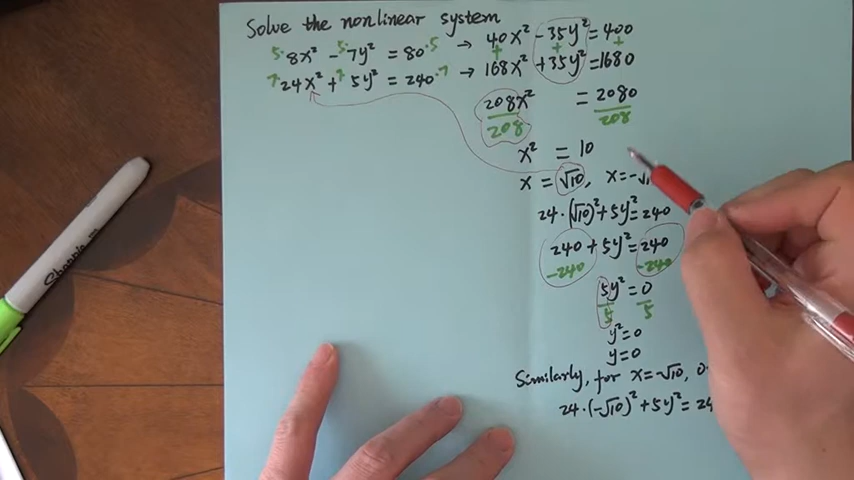 Solve the nonlinear system
5· 8x² - 5· 7y² = 80 ·5 → 40x² - 35y² = 400
7· 24x² + 7· 5y² = 240 ·7 → 168x² + 35y² = 1680
208x² = 2080
208 208
x² = 10
x = √10, x = -√1
24·(√10)² + 5y² = 240
240 + 5y² = 240
-240 -240
5y² = 0
5 5
y² = 0
y = 0
Similarly, for x = -√10,
24·(-√10)² + 5y² = 24
Sharpie